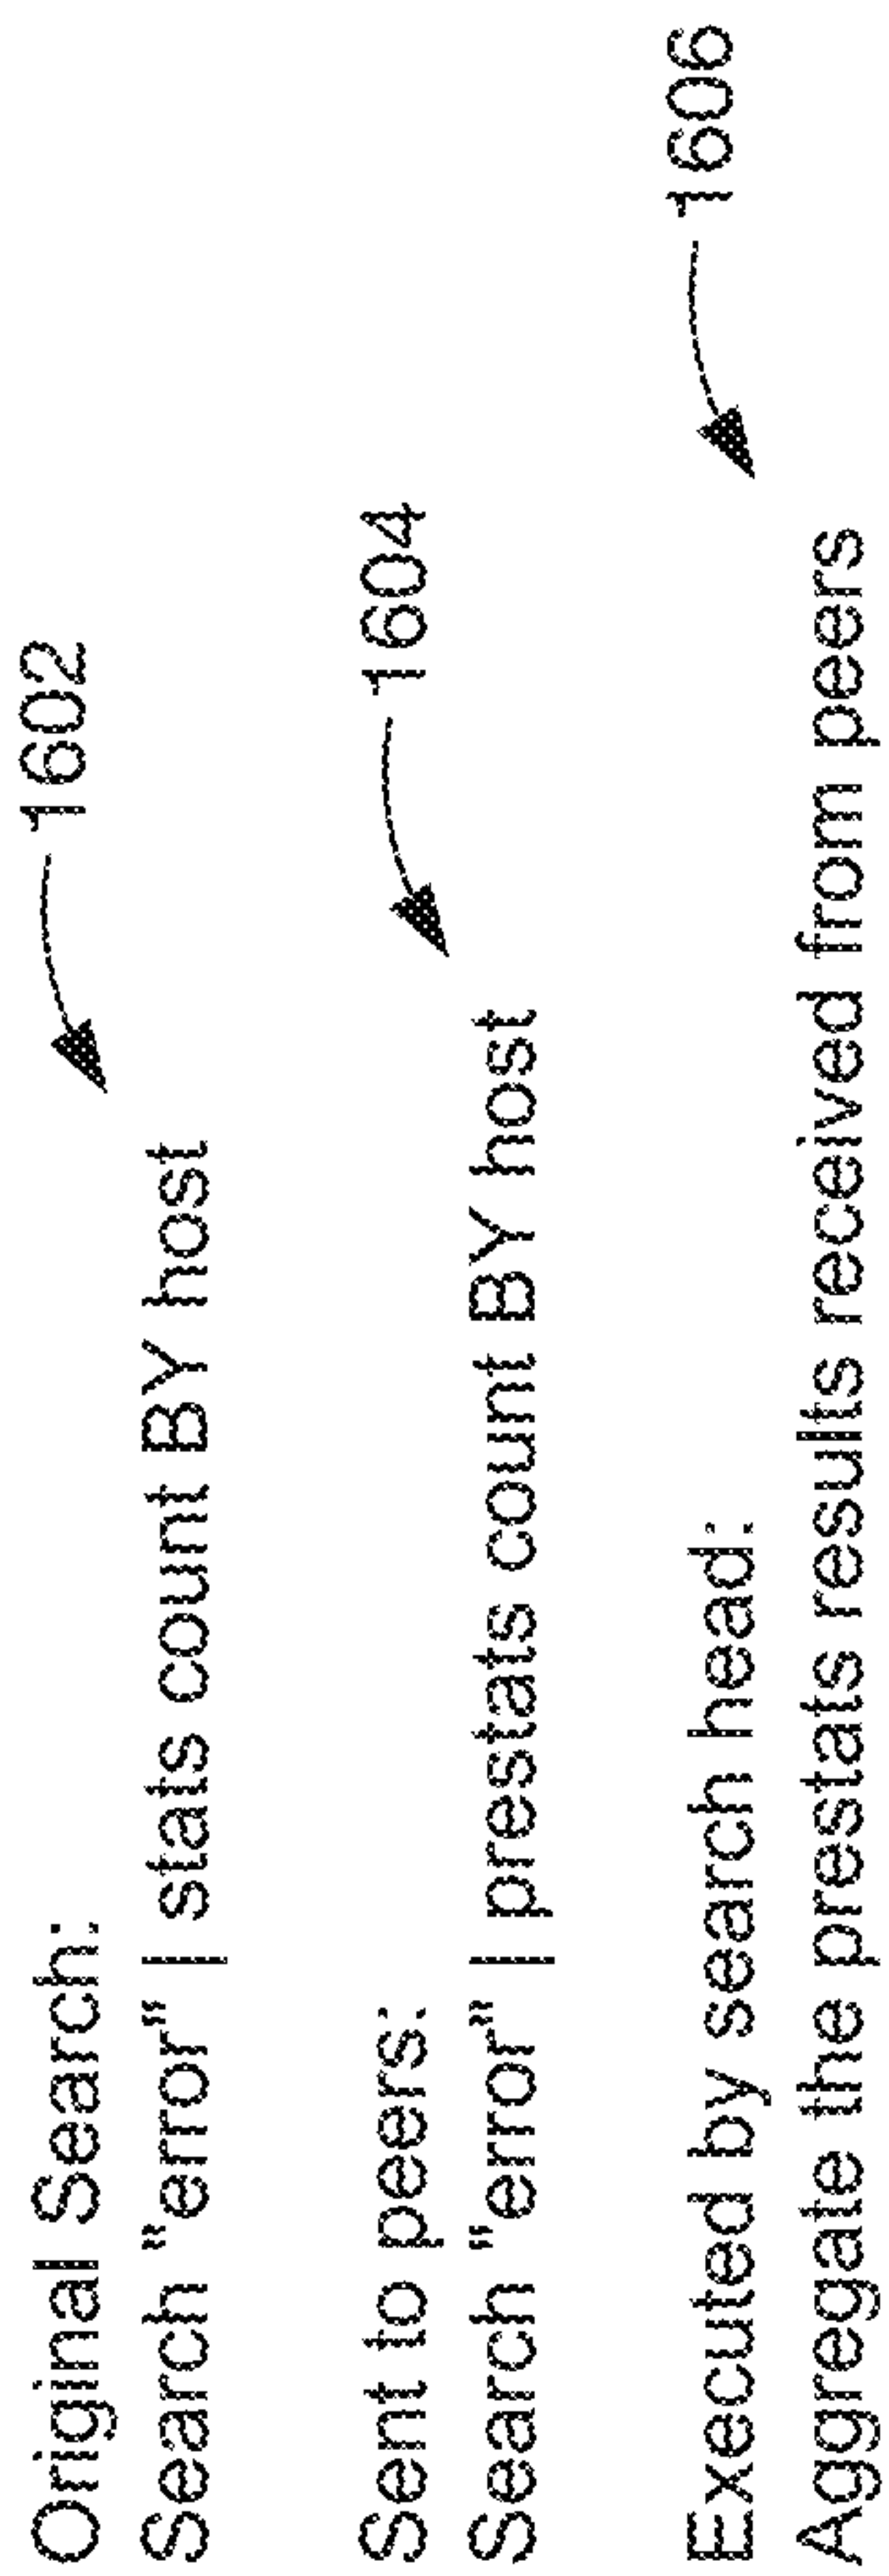 Original Search:
1602
Search "error" | stats count BY host
Sent to peers:
1604
Search "error" | prestats count BY host
Executed by search head:
1606
Aggregate the prestats results received from peers